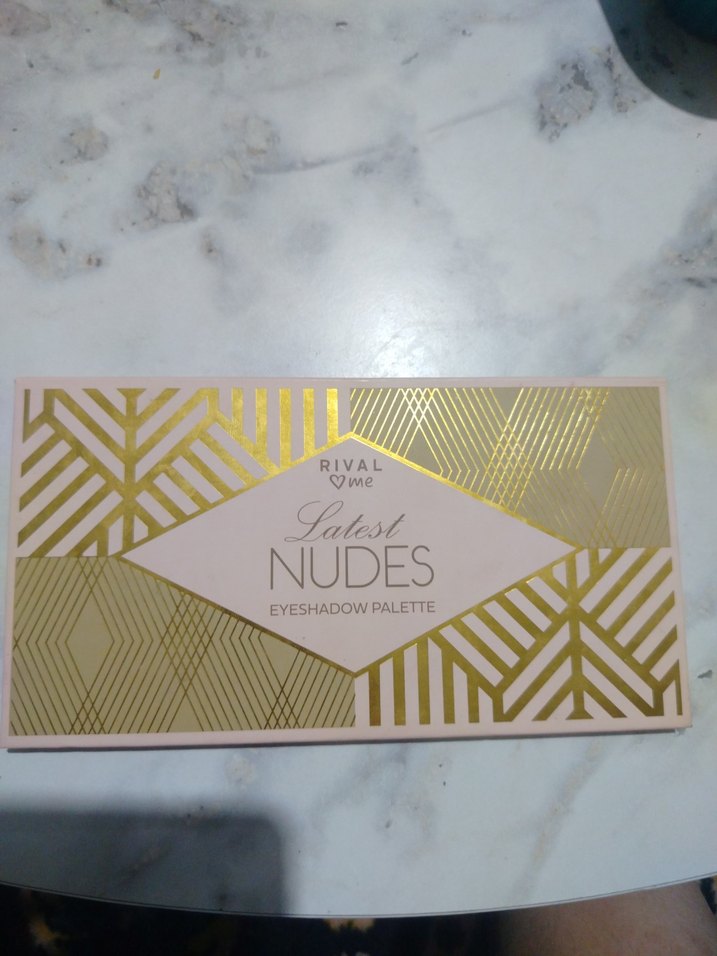 RIVAL
♡me
Latest
NUDES
EYESHADOW PALETTE